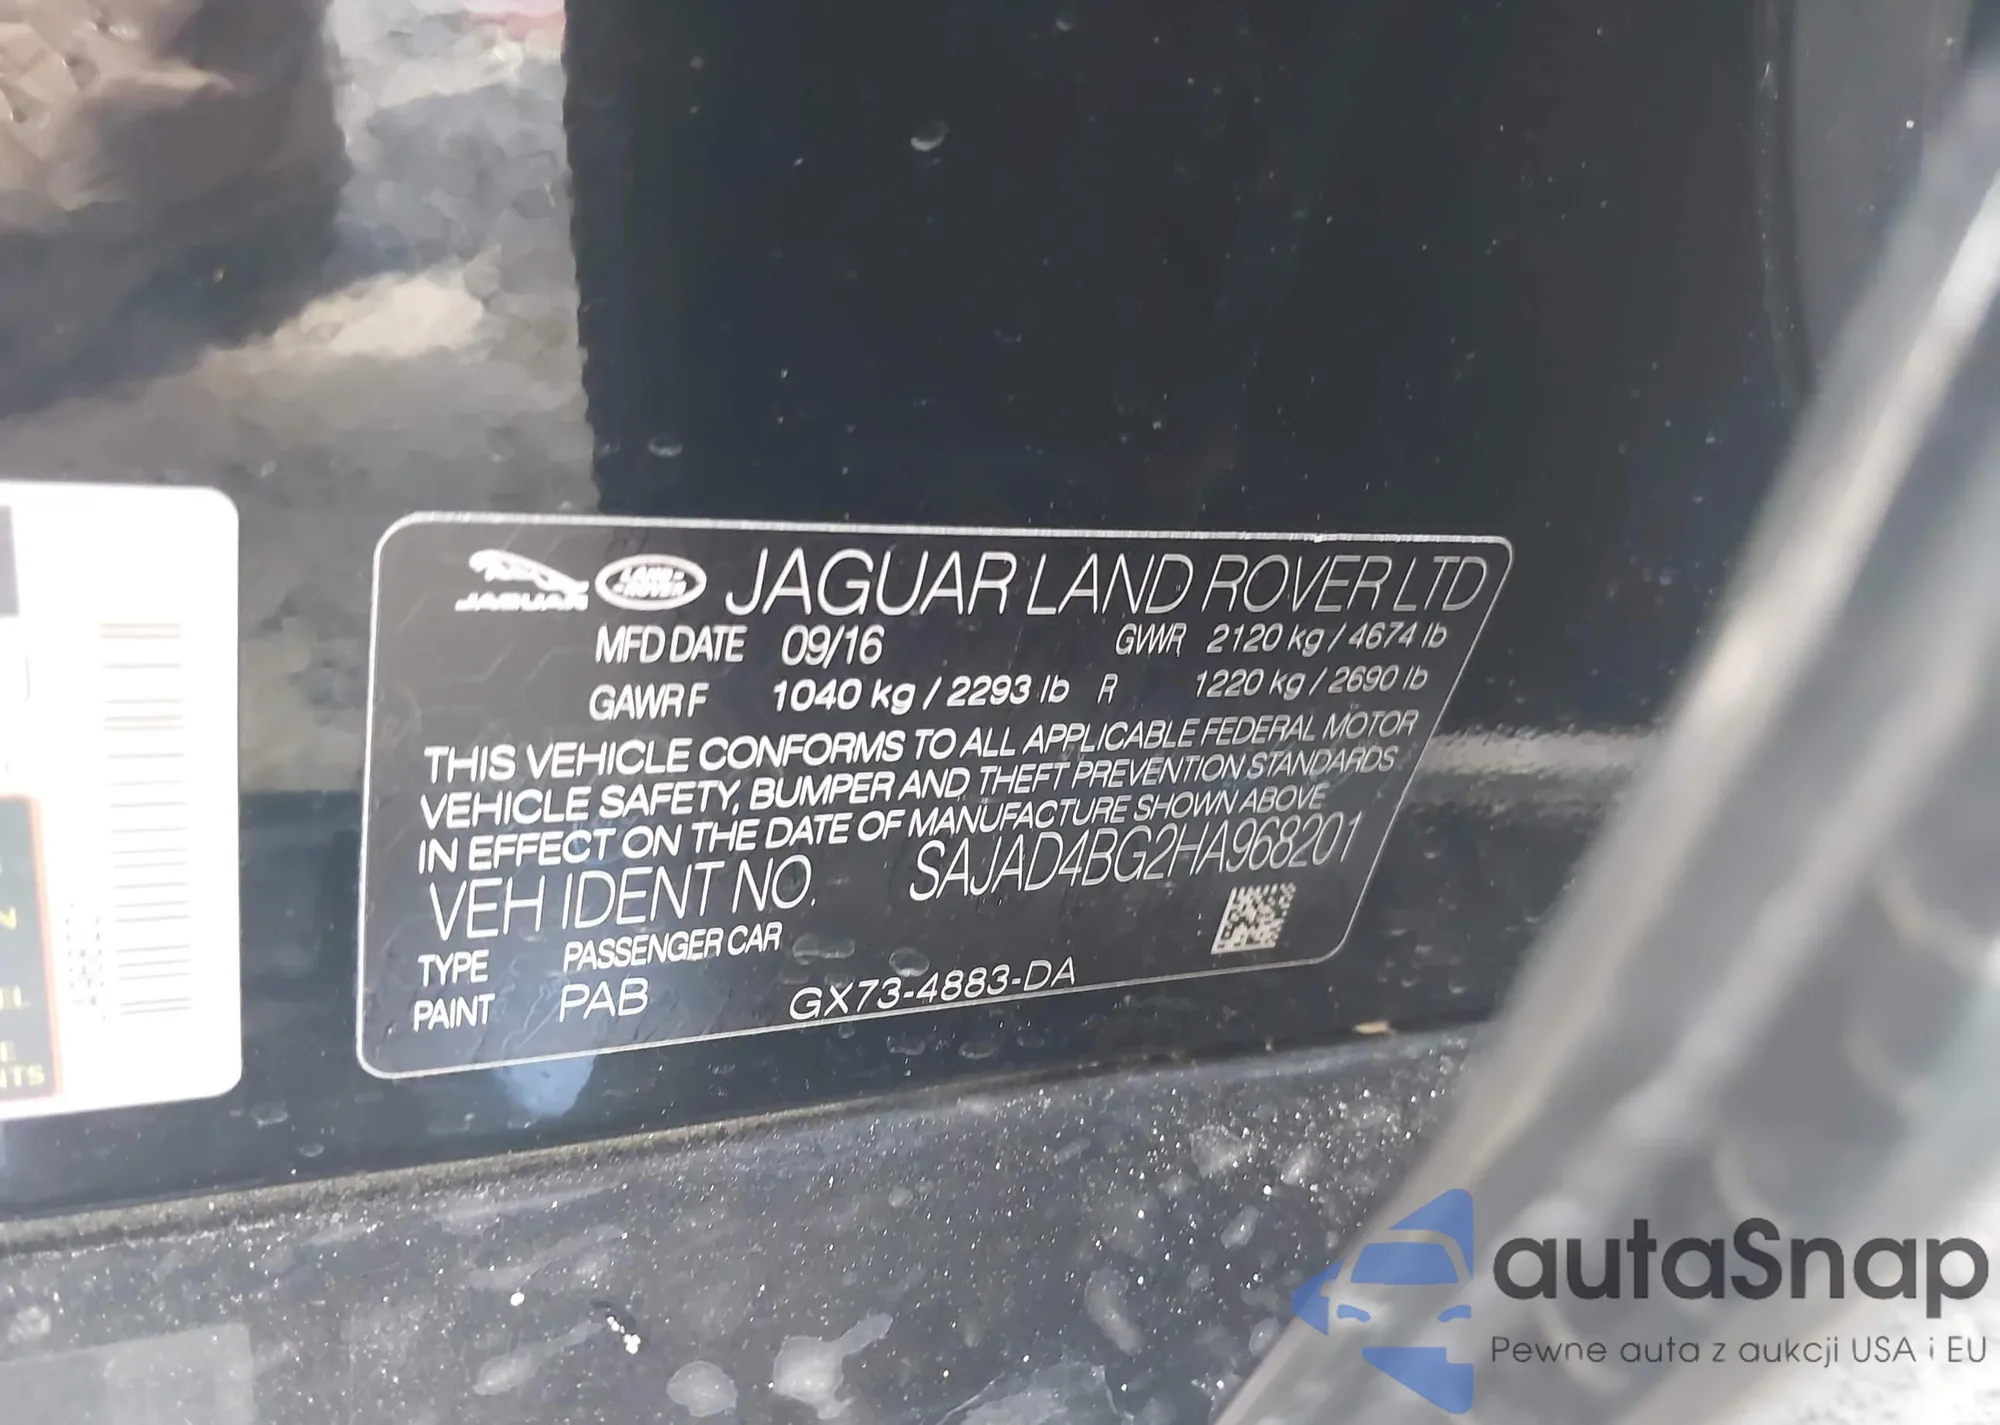 JAGUAR LAND ROVER JAGUAR LAND ROVER LTD
MFD DATE 09/16 GVWR 2120 kg / 4674 lb
GAWR F 1040 kg / 2293 lb R 1220 kg / 2690 lb
THIS VEHICLE CONFORMS TO ALL APPLICABLE FEDERAL MOTOR
VEHICLE SAFETY, BUMPER AND THEFT PREVENTION STANDARDS
IN EFFECT ON THE DATE OF MANUFACTURE SHOWN ABOVE
VEH IDENT NO. SAJAD4BG2HA968201
TYPE PASSENGER CAR
PAINT PAB GX73-4883-DA
autaSnap
Pewne auta z aukcji USA i EU